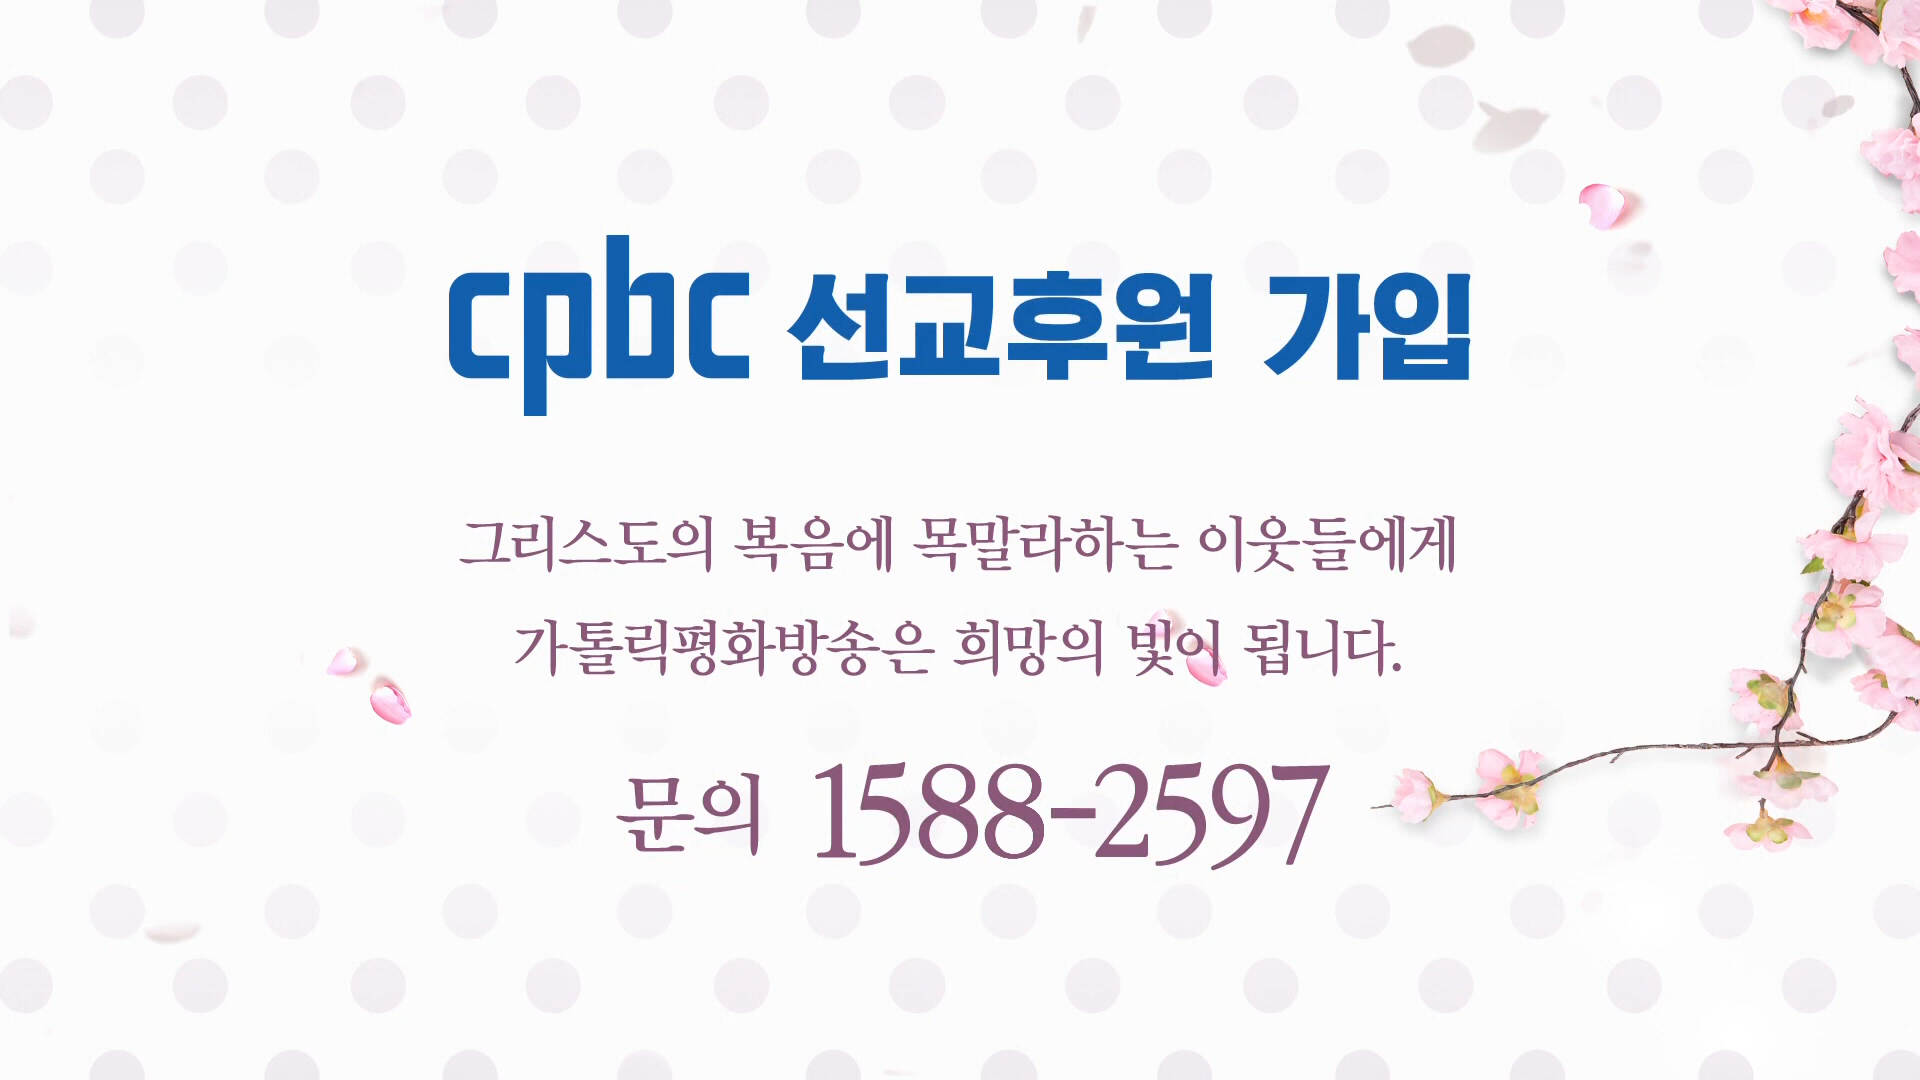 cpbc 선교후원 가입
그리스도의 복음에 목말라하는 이웃들에게
가톨릭평화방송은 희망의 빛이 됩니다.
문의 1588-2597